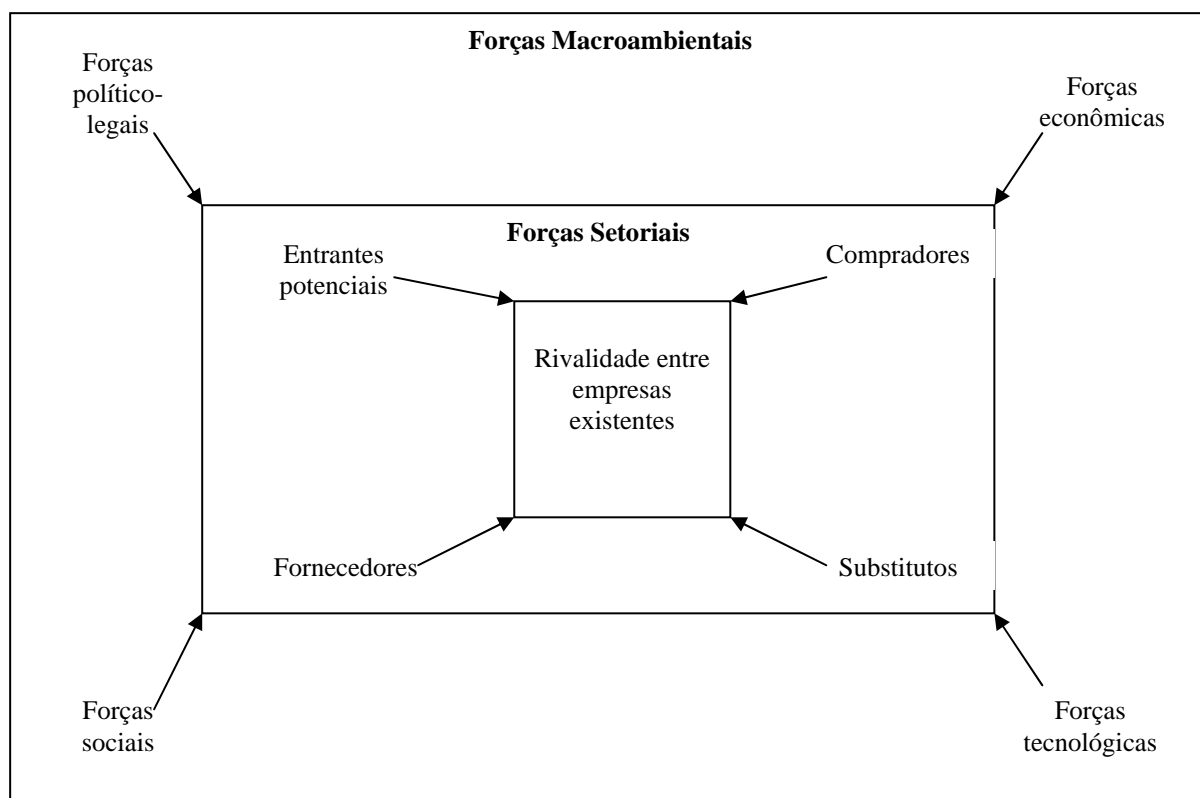 Forças Macroambientais
Forças
político-
legais
Forças
econômicas
Forças Setoriais
Entrantes
potenciais
Compradores
Rivalidade entre
empresas
existentes
Fornecedores
Substitutos
Forças
sociais
Forças
tecnológicas